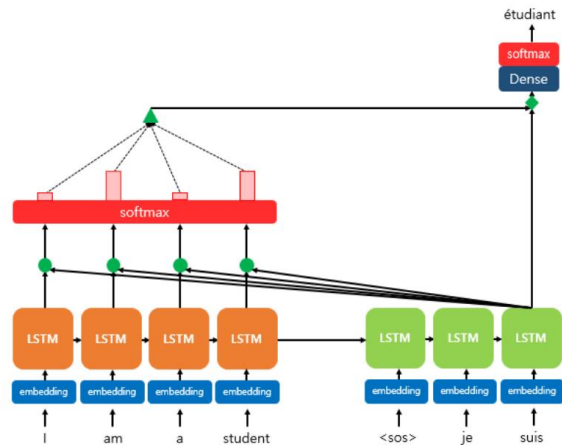 étudiant
softmax
Dense
softmax
LSTM LSTM LSTM LSTM LSTM LSTM LSTM
embedding embedding embedding embedding embedding embedding embedding
I am a student <sos> je suis